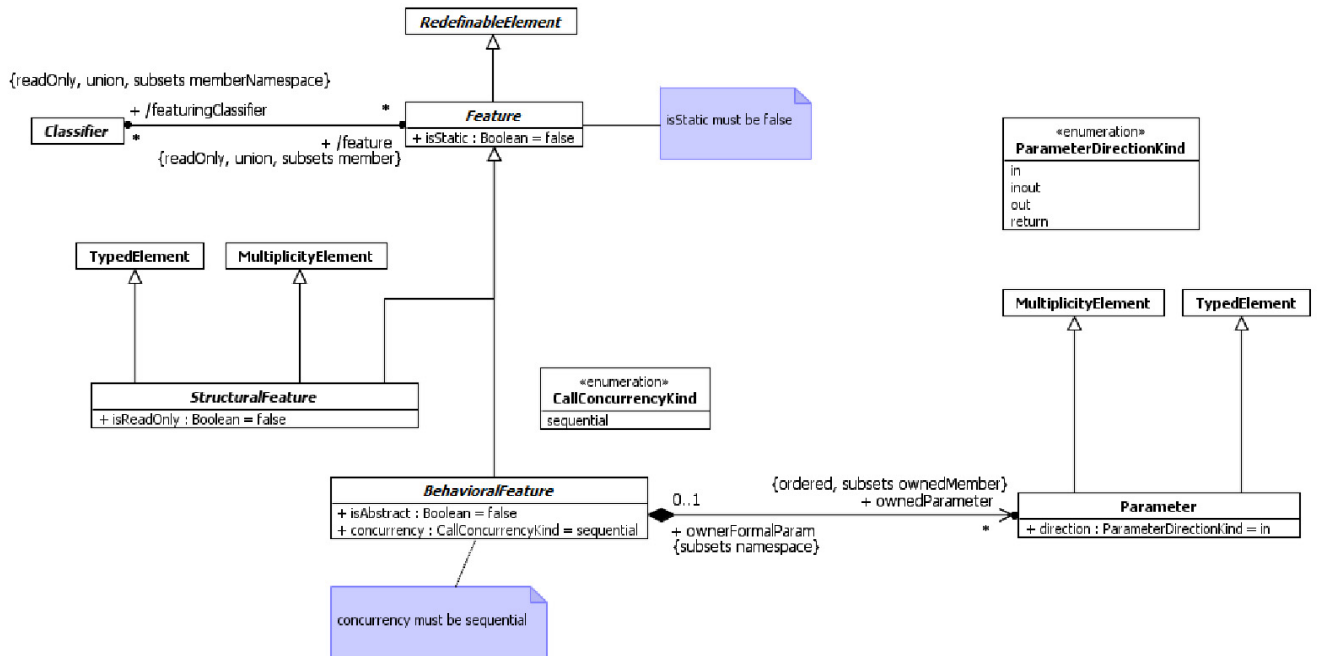 RedefinableElement
{readOnly, union, subsets memberNamespace}
+ /featuringClassifier
*
Feature
Classifier
*
+ isStatic : Boolean = false
+ /feature
{readOnly, union, subsets member}
isStatic must be false
«enumeration»
ParameterDirectionKind
in
inout
out
return
TypedElement
MultiplicityElement
MultiplicityElement
TypedElement
StructuralFeature
+ isReadOnly : Boolean = false
«enumeration»
CallConcurrencyKind
sequential
BehavioralFeature
+ isAbstract : Boolean = false
+ concurrency : CallConcurrencyKind = sequential
0..1
+ ownerFormalParam
{subsets namespace}
{ordered, subsets ownedMember}
+ ownedParameter
*
Parameter
+ direction : ParameterDirectionKind = in
concurrency must be sequential